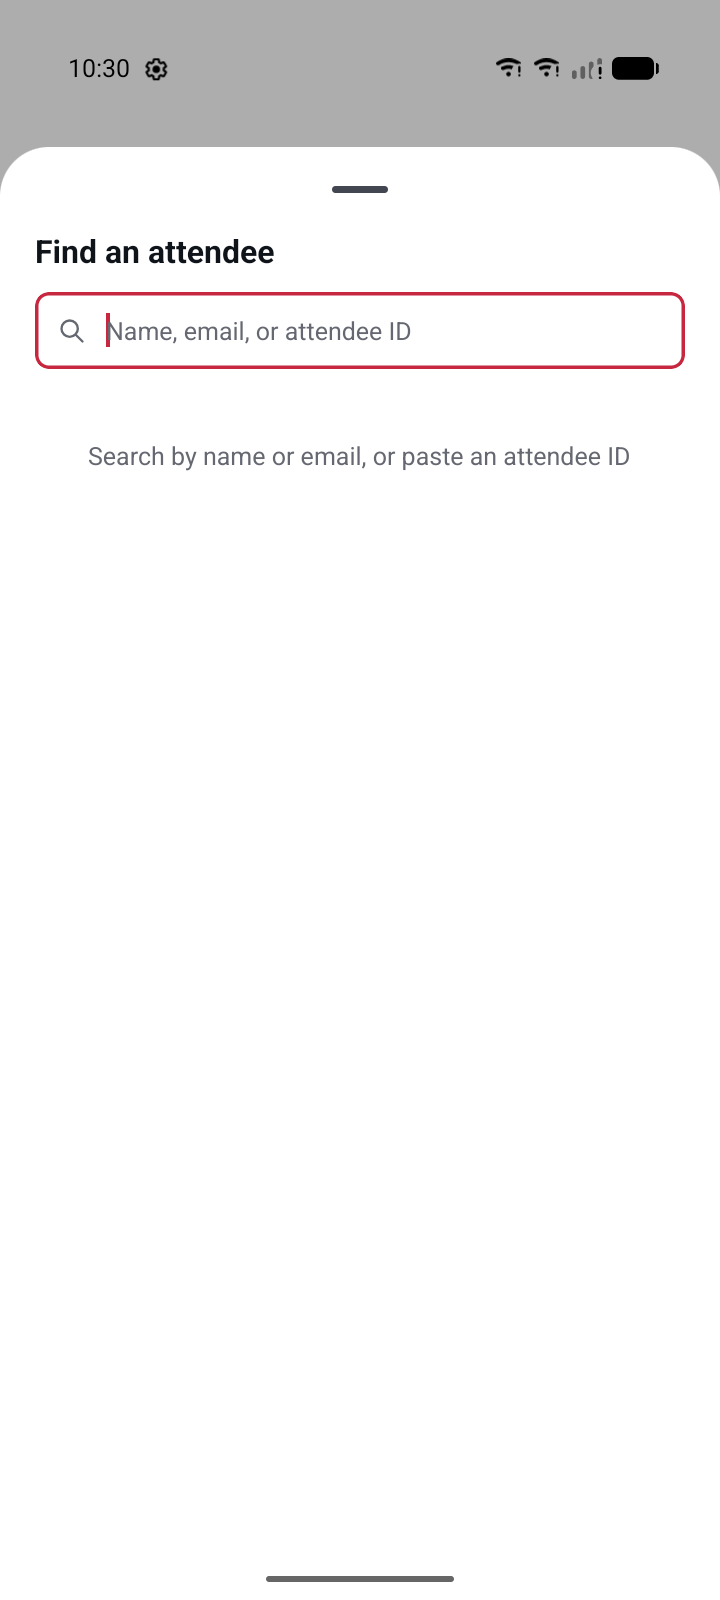 10:30
Find an attendee
Name, email, or attendee ID
Search by name or email, or paste an attendee ID